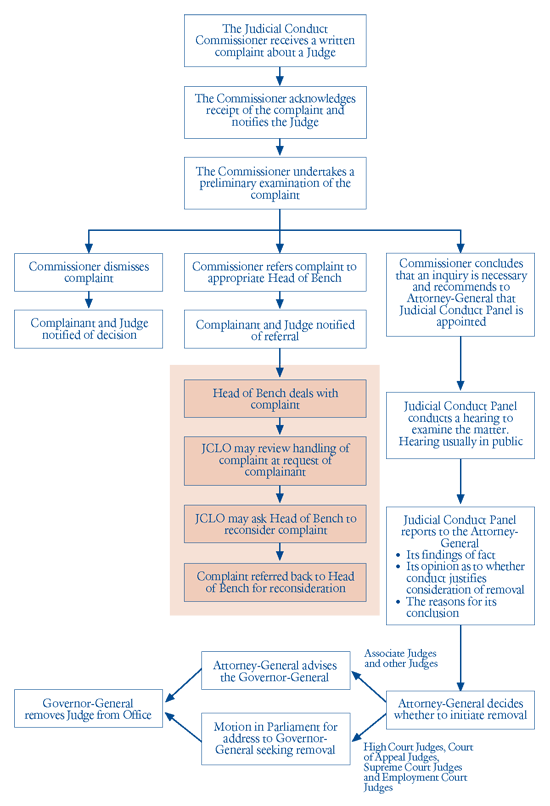 The Judicial Conduct
Commissioner receives a written
complaint about a Judge
The Commissioner acknowledges
receipt of the complaint and
notifies the Judge
The Commissioner undertakes a
preliminary examination of the
complaint
Commissioner dismisses
complaint
Complainant and Judge
notified of decision
Commissioner refers complaint to
appropriate Head of Bench
Complainant and Judge notified
of referral
Head of Bench deals with
complaint
JCLO may review handling of
complaint at request of
complainant
JCLO may ask Head of Bench to
reconsider complaint
Complaint referred back to Head
of Bench for reconsideration
Commissioner concludes
that an inquiry is necessary
and recommends to
Attorney-General that
Judicial Conduct Panel is
appointed
Judicial Conduct Panel
conducts a hearing to
examine the matter.
Hearing usually in public
Judicial Conduct Panel
reports to the Attorney-
General
• Its findings of fact
• Its opinion as to whether
conduct justifies
consideration of removal
• The reasons for its
conclusion
Attorney-General decides
whether to initiate removal
Associate Judges
and other Judges
Attorney-General advises
the Governor-General
High Court Judges, Court
of Appeal Judges,
Supreme Court Judges
and Employment Court
Judges
Motion in Parliament for
address to Governor-
General seeking removal
Governor-General
removes Judge from Office